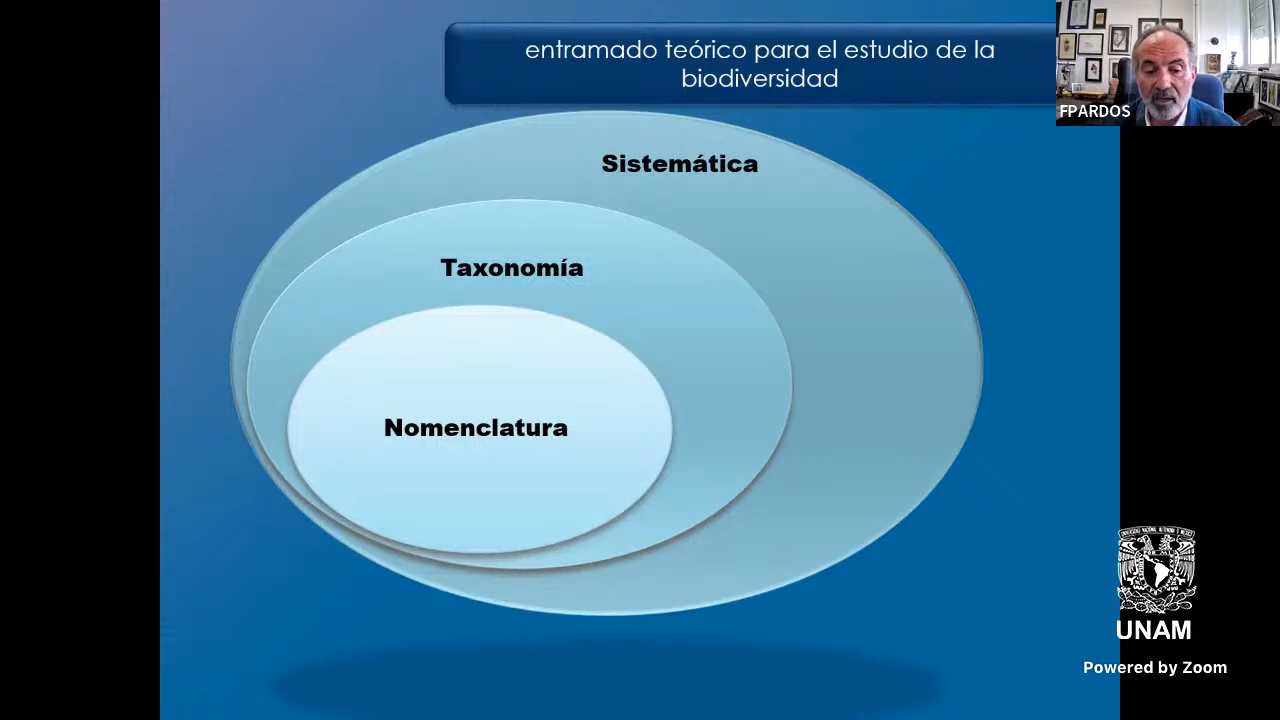 entramado teórico para el estudio de la
biodiversidad
FPARDOS
Sistemática
Taxonomía
Nomenclatura
UNAM
Powered by Zoom